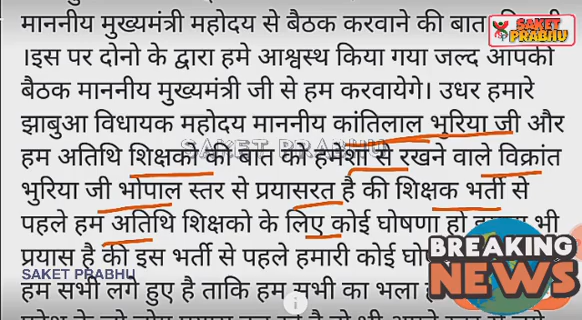 माननीय मुख्यमंत्री महोदय से बैठक करवाने की बात
।इस पर दोनो के द्वारा हमे आश्वस्थ किया गया जल्द आपकी
बैठक माननीय मुख्यमंत्री जी से हम करवायेगे। उधर हमारे
झाबुआ विधायक महोदय माननीय कांतिलाल भुरिया जी और
हम अतिथि शिक्षकों की बात को हमेशा से रखने वाले विक्रांत
भुरिया जी भोपाल स्तर से प्रयासरत है की शिक्षक भर्ती से
पहले हम अतिथि शिक्षको के लिए कोई घोषणा हो भी
प्रयास है की इस भर्ती से पहले हमारी कोई
हम सभी लगे हुए है ताकि हम सभी का भला
SAKET PRABHU
SAKET PRABHU
SAKET PRABHU
BREAKING
NEWS